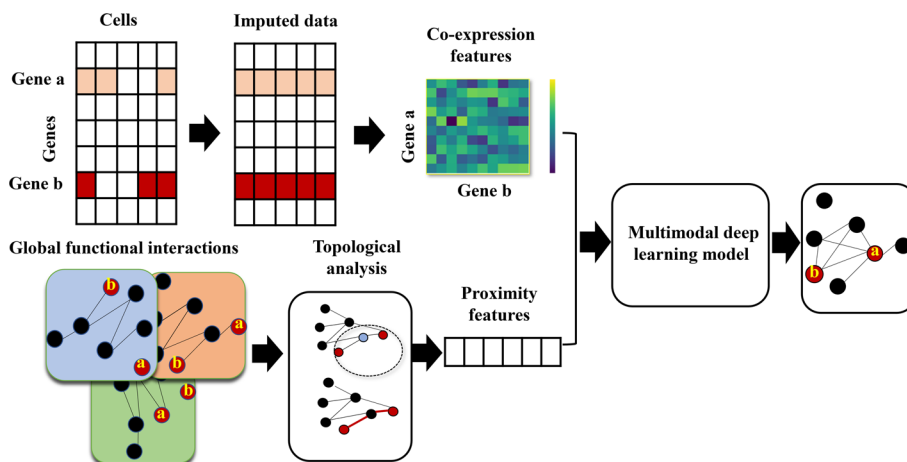 Cells
Imputed data
Co-expression
features
Gene a
Genes
Gene b
Gene a
Gene b
Global functional interactions
Topological
analysis
Proximity
features
Multimodal deep
learning model
b
a
a
b
b
a
a
b